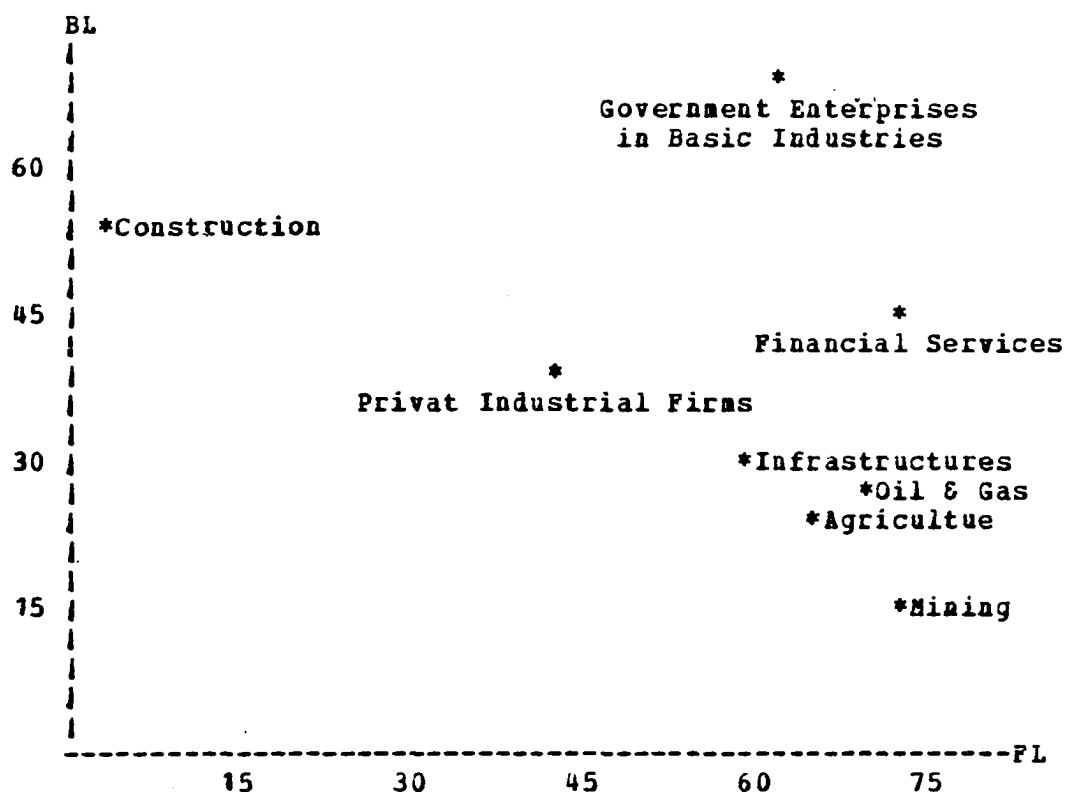 BL
*
Government Enterprises
in Basic Industries
60
*Construction
45 *
Financial Services
*
Privat Industrial Firms
30 *Infrastructures
*Oil & Gas
*Agricultue
15 *Mining
FL
15 30 45 60 75